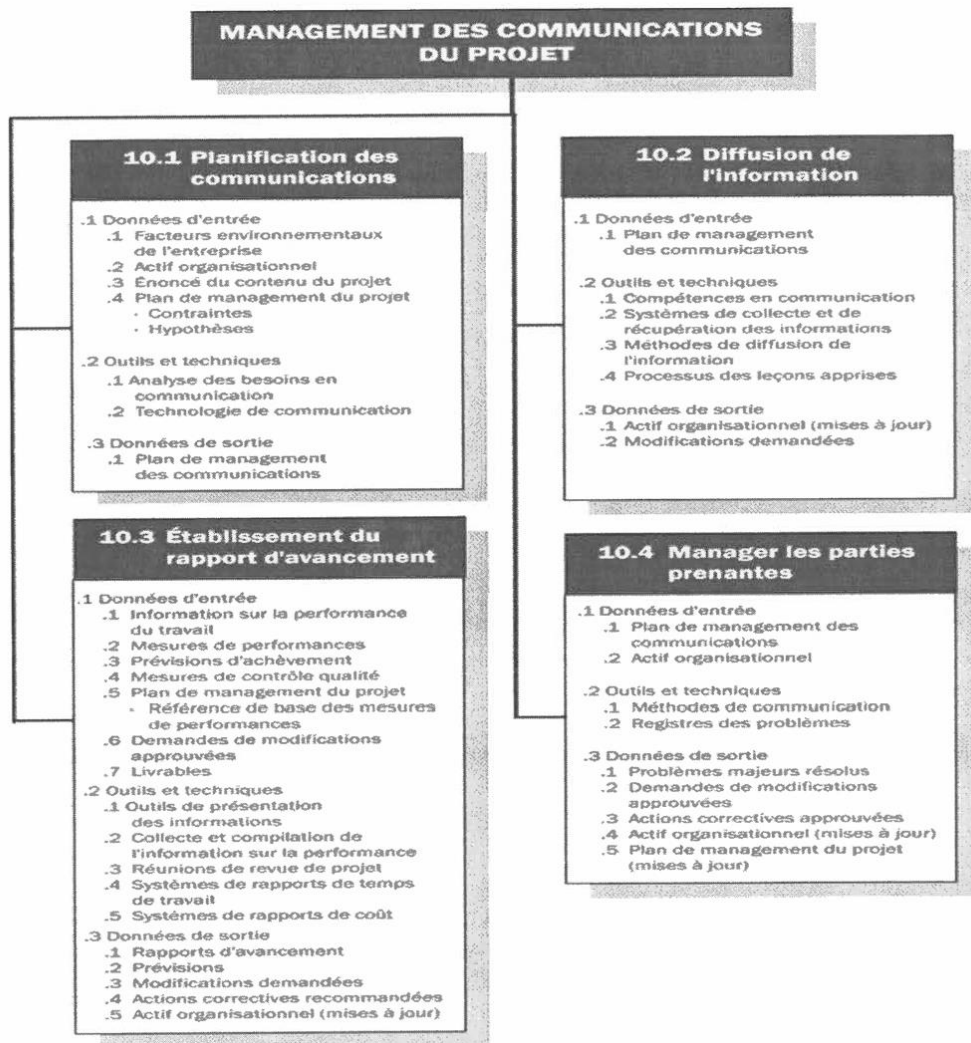 MANAGEMENT DES COMMUNICATIONS
DU PROJET
10.1 Planification des
communications
.1 Données d'entrée
.1 Facteurs environnementaux
de l'entreprise
.2 Actif organisationnel
.3 Énoncé du contenu du projet
.4 Plan de management du projet
- Contraintes
- Hypothèses
.2 Outils et techniques
.1 Analyse des besoins en
communication
.2 Technologie de communication
.3 Données de sortie
.1 Plan de management
des communications
10.2 Diffusion de
l'information
.1 Données d'entrée
.1 Plan de management
des communications
.2 Outils et techniques
.1 Compétences en communication
.2 Systèmes de collecte et de
récupération des informations
.3 Méthodes de diffusion de
l'information
.4 Processus des leçons apprises
.3 Données de sortie
.1 Actif organisationnel (mises à jour)
.2 Modifications demandées
10.3 Établissement du
rapport d'avancement
.1 Données d'entrée
.1 Information sur la performance
du travail
.2 Mesures de performances
.3 Prévisions d'achèvement
.4 Mesures de contrôle qualité
.5 Plan de management du projet
- Référence de base des mesures
de performances
.6 Demandes de modifications
approuvées
.7 Livrables
.2 Outils et techniques
.1 Outils de présentation
des informations
.2 Collecte et compilation de
l'information sur la performance
.3 Réunions de revue de projet
.4 Systèmes de rapports de temps
de travail
.5 Systèmes de rapports de coût
.3 Données de sortie
.1 Rapports d'avancement
.2 Prévisions
.3 Modifications demandées
.4 Actions correctives recommandées
.5 Actif organisationnel (mises à jour)
10.4 Manager les parties
prenantes
.1 Données d'entrée
.1 Plan de management des
communications
.2 Actif organisationnel
.2 Outils et techniques
.1 Méthodes de communication
.2 Registres des problèmes
.3 Données de sortie
.1 Problèmes majeurs résolus
.2 Demandes de modifications
approuvées
.3 Actions correctives approuvées
.4 Actif organisationnel (mises à jour)
.5 Plan de management du projet
(mises à jour)